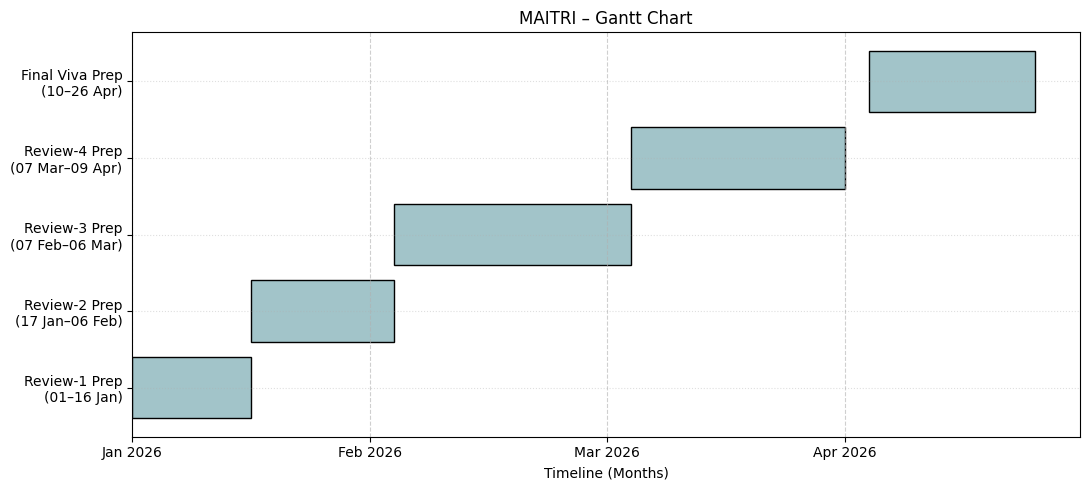 MAITRI – Gantt Chart
Final Viva Prep
(10–26 Apr)
Review-4 Prep
(07 Mar–09 Apr)
Review-3 Prep
(07 Feb–06 Mar)
Review-2 Prep
(17 Jan–06 Feb)
Review-1 Prep
(01–16 Jan)
Jan 2026
Feb 2026
Mar 2026
Apr 2026
Timeline (Months)